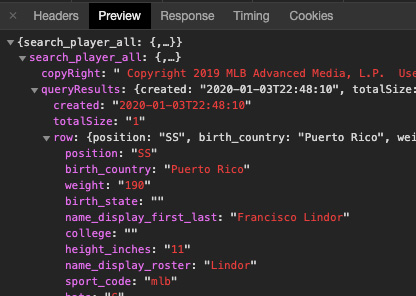 × Headers Preview Response Timing Cookies
▼{search_player_all: {,…}}
▼search_player_all: {,…}
copyRight: " Copyright 2019 MLB Advanced Media, L.P.  Use
▼queryResults: {created: "2020-01-03T22:48:10", totalSize:
created: "2020-01-03T22:48:10"
totalSize: "1"
▼row: {position: "SS", birth_country: "Puerto Rico", wei
position: "SS"
birth_country: "Puerto Rico"
weight: "190"
birth_state: ""
name_display_first_last: "Francisco Lindor"
college: ""
height_inches: "11"
name_display_roster: "Lindor"
sport_code: "mlb"